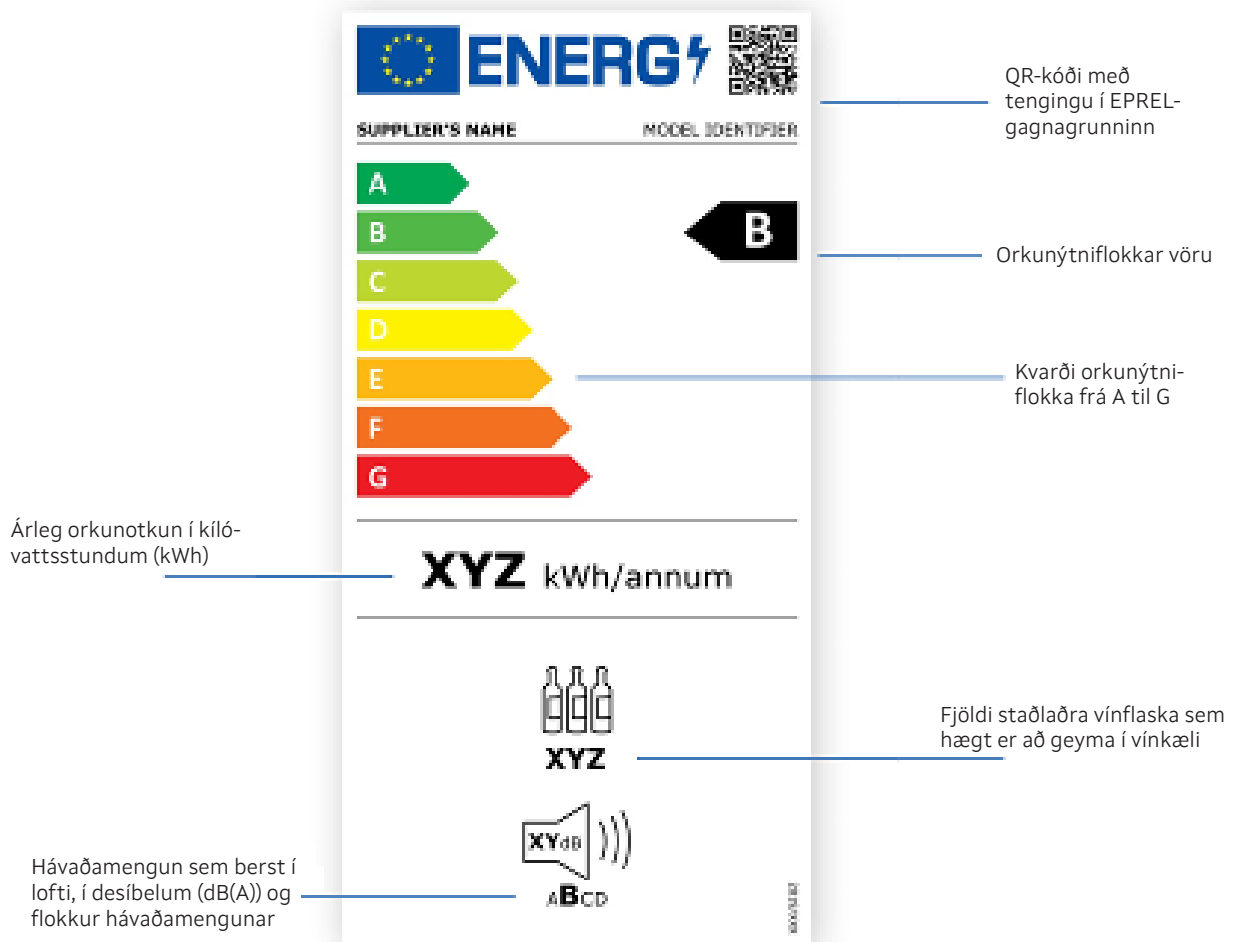 ENERG
SUPPLIER'S NAME
MODEL IDENTIFIER
QR-kóði með
tengingu í EPREL-
gagnagrunninn
A
B
C
D
E
F
G
B
Orkunýtniflokkar vöru
Kvarði orkunýtni-
flokka frá A til G
Árleg orkunotkun í kíló-
vattsstundum (kWh)
XYZ kWh/annum
XYZ
Fjöldi staðlaðra vínflaska sem
hægt er að geyma í vínkæli
XYdB
ABCD
Hávaðamengun sem berst í
lofti, í desíbelum (dB(A)) og
flokkur hávaðamengunar